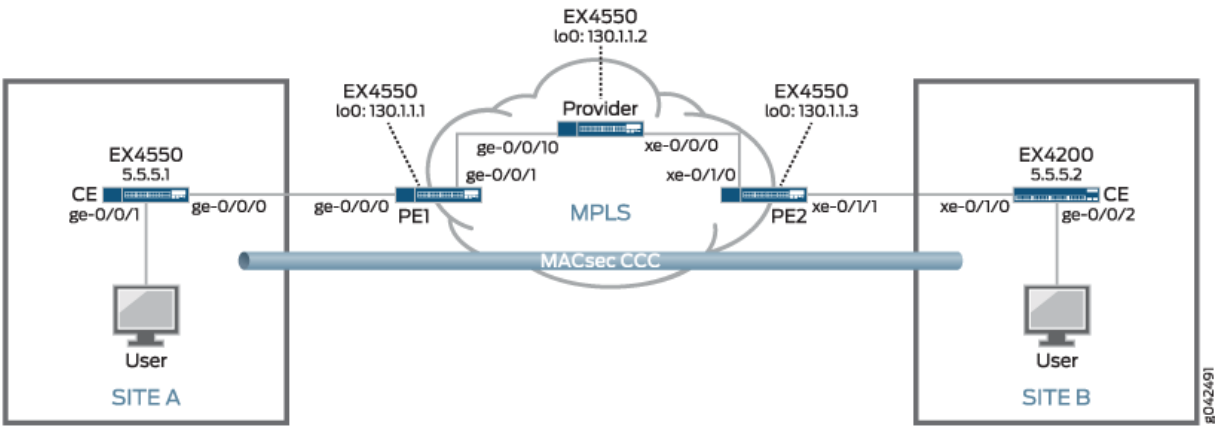 EX4550
lo0: 130.1.1.2
EX4550
lo0: 130.1.1.1
Provider
EX4550
lo0: 130.1.1.3
ge-0/0/10
xe-0/0/0
EX4550
5.5.5.1
ge-0/0/1
xe-0/1/0
EX4200
5.5.5.2
CE
ge-0/0/1
ge-0/0/0
ge-0/0/0
PE1
MPLS
PE2
xe-0/1/1
xe-0/1/0
CE
ge-0/0/2
MACsec CCC
User
User
SITE A
SITE B
g042491